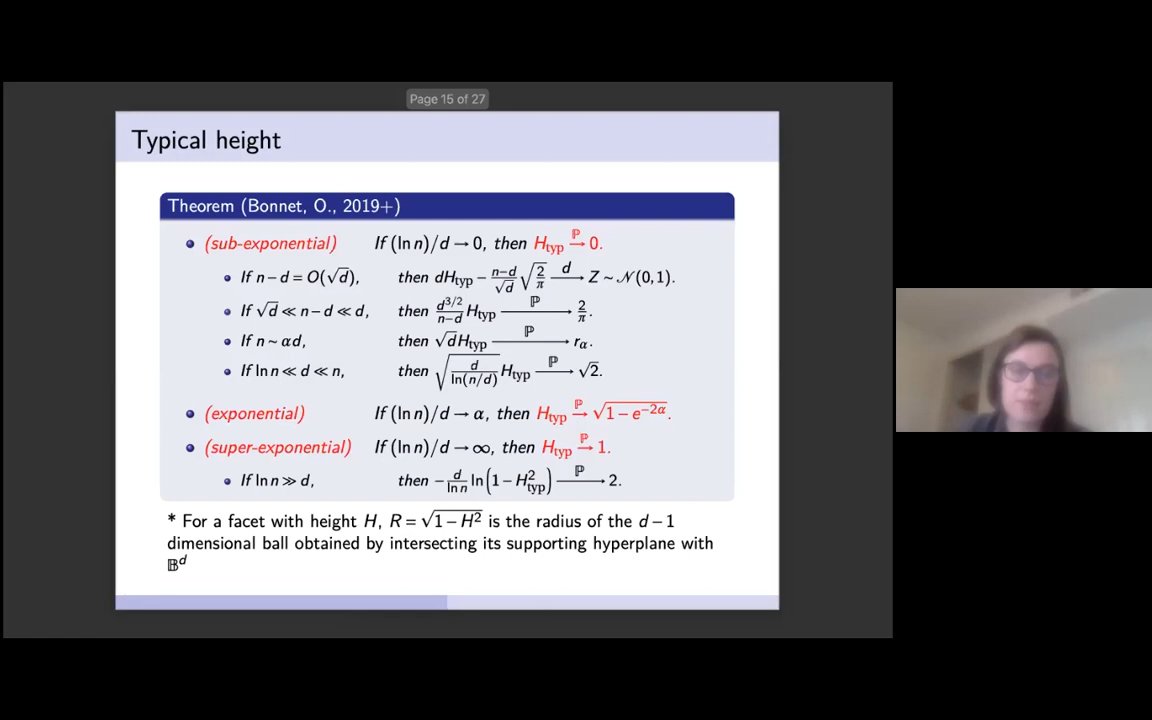 Page 15 of 27
Typical height
Theorem (Bonnet, O., 2019+)
• (sub-exponential) If (ln n)/d → 0, then H_typ →^ℙ 0.
• If n − d = O(√d), then dH_typ − (n−d)/√d √(2/π) →^d Z ∼ 𝒩(0,1).
• If √d ≪ n − d ≪ d, then d^{3/2}/(n−d) H_typ →^ℙ 2/π.
• If n ∼ αd, then √d H_typ →^ℙ r_α.
• If ln n ≪ d ≪ n, then √(d/ln(n/d)) H_typ →^ℙ √2.
• (exponential) If (ln n)/d → α, then H_typ →^ℙ √(1 − e^{−2α}).
• (super-exponential) If (ln n)/d → ∞, then H_typ →^ℙ 1.
• If ln n ≫ d, then − d/ln n ln(1 − H²_typ) →^ℙ 2.
* For a facet with height H, R = √(1 − H²) is the radius of the d − 1
dimensional ball obtained by intersecting its supporting hyperplane with
𝔹^d